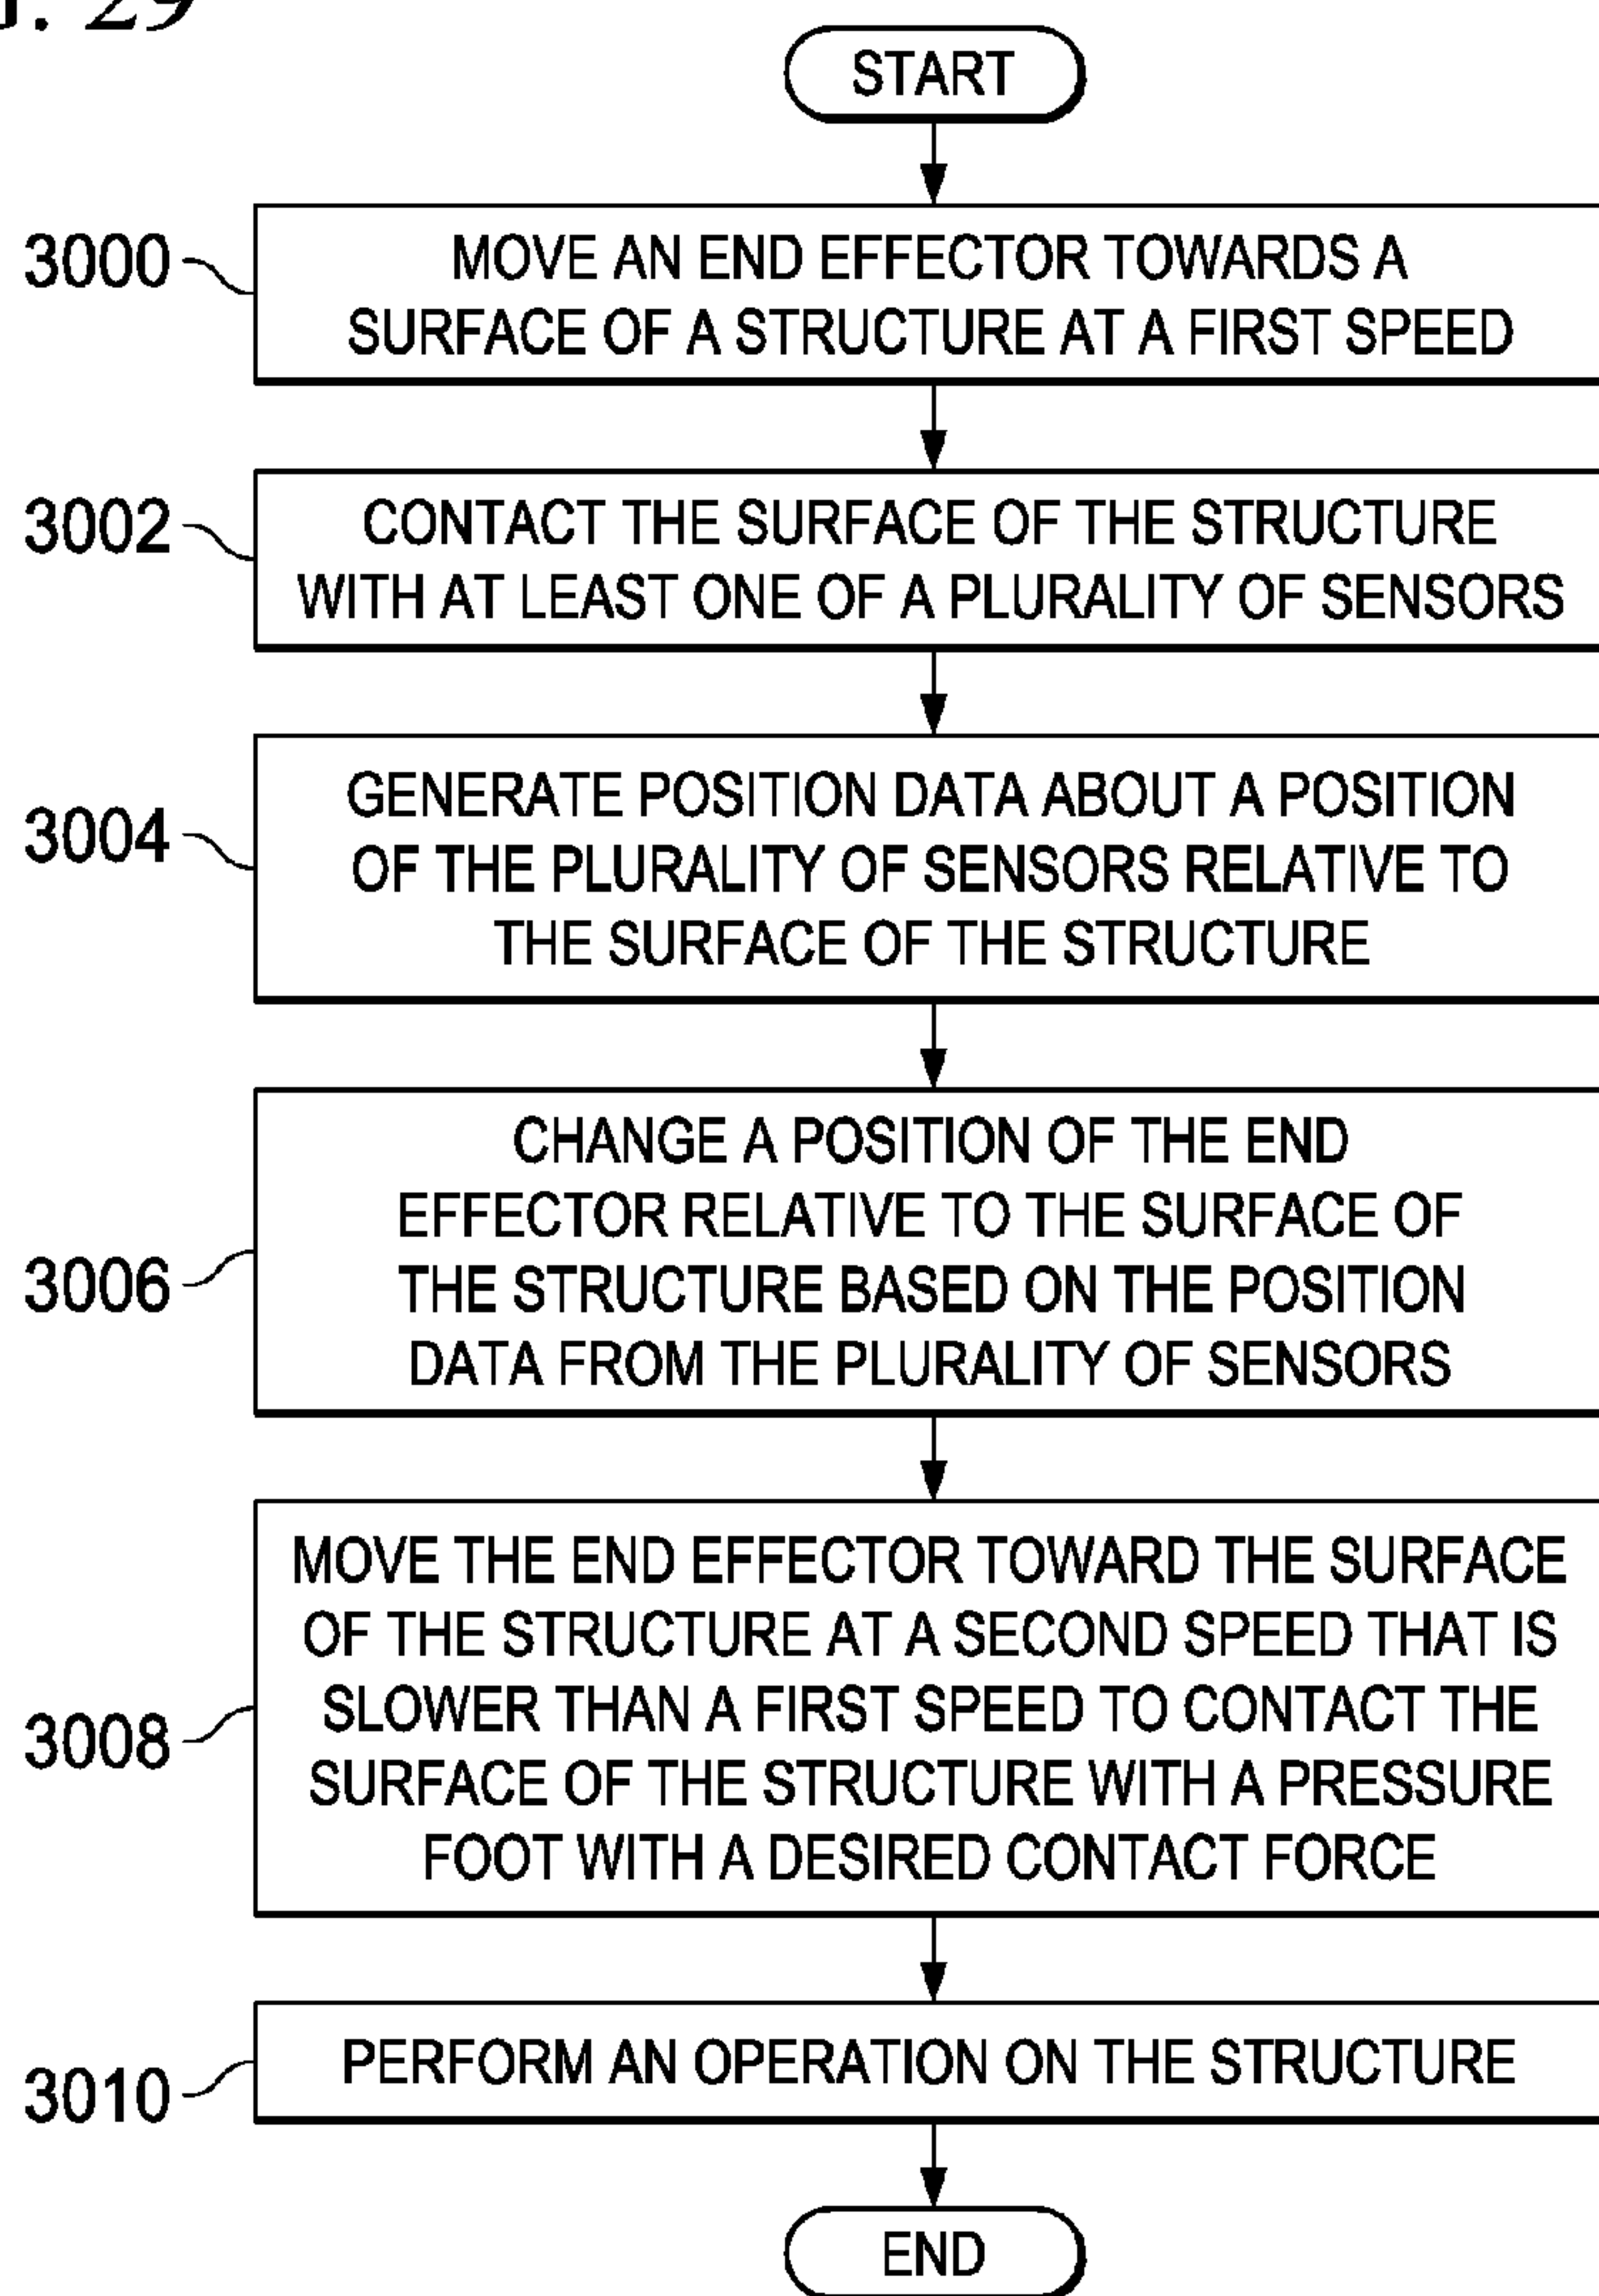 . 29
START
3000
MOVE AN END EFFECTOR TOWARDS A
SURFACE OF A STRUCTURE AT A FIRST SPEED
3002
CONTACT THE SURFACE OF THE STRUCTURE
WITH AT LEAST ONE OF A PLURALITY OF SENSORS
3004
GENERATE POSITION DATA ABOUT A POSITION
OF THE PLURALITY OF SENSORS RELATIVE TO
THE SURFACE OF THE STRUCTURE
3006
CHANGE A POSITION OF THE END
EFFECTOR RELATIVE TO THE SURFACE OF
THE STRUCTURE BASED ON THE POSITION
DATA FROM THE PLURALITY OF SENSORS
3008
MOVE THE END EFFECTOR TOWARD THE SURFACE
OF THE STRUCTURE AT A SECOND SPEED THAT IS
SLOWER THAN A FIRST SPEED TO CONTACT THE
SURFACE OF THE STRUCTURE WITH A PRESSURE
FOOT WITH A DESIRED CONTACT FORCE
3010
PERFORM AN OPERATION ON THE STRUCTURE
END